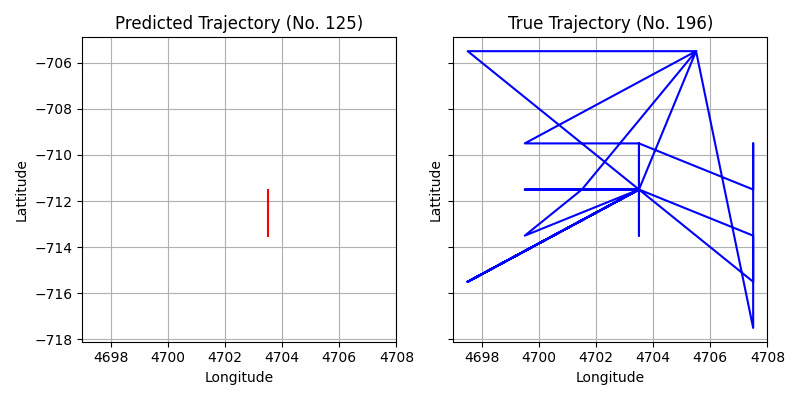 Predicted Trajectory (No. 125)
True Trajectory (No. 196)
−706
−708
−710
−712
−714
−716
−718
Lattitude
Lattitude
4698 4700 4702 4704 4706 4708
4698 4700 4702 4704 4706 4708
Longitude
Longitude